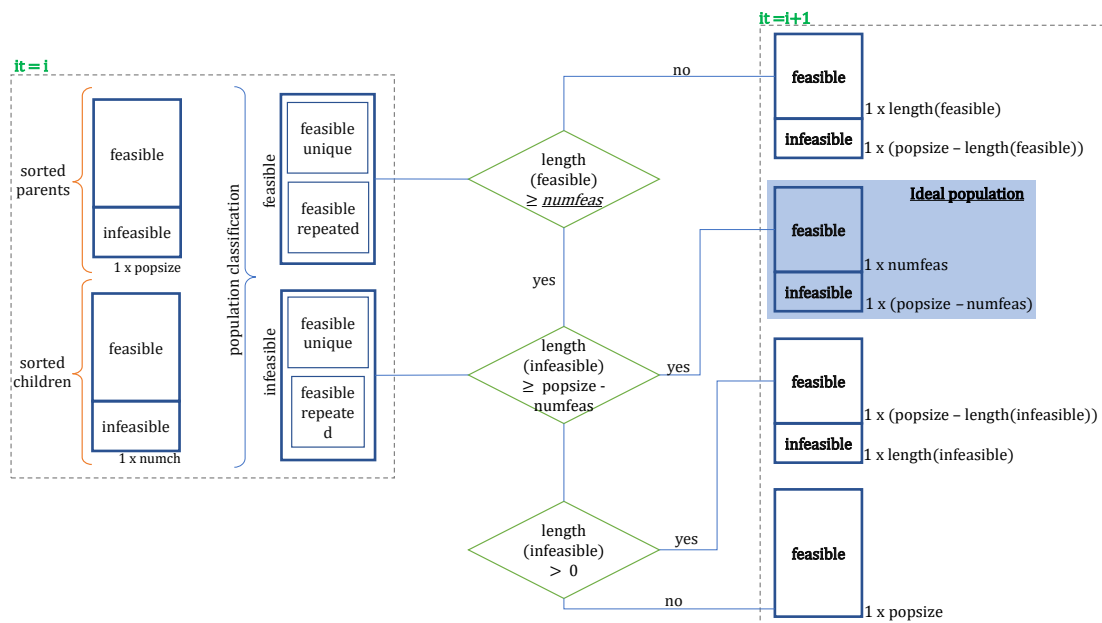 it = i
sorted
parents
feasible
infeasible
1 x popsize
sorted
children
feasible
infeasible
1 x numch
population classification
feasible
feasible
unique
feasible
repeated
infeasible
feasible
unique
feasible
repeate
d
length
(feasible)
≥ numfeas
no
yes
length
(infeasible)
≥ popsize -
numfeas
yes
length
(infeasible)
> 0
yes
no
it =i+1
feasible
1 x length(feasible)
infeasible
1 x (popsize – length(feasible))
Ideal population
feasible
1 x numfeas
infeasible
1 x (popsize – numfeas)
feasible
1 x (popsize – length(infeasible))
infeasible
1 x length(infeasible)
feasible
1 x popsize